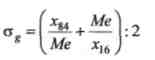 σg = (x84/Me + Me/x16) : 2